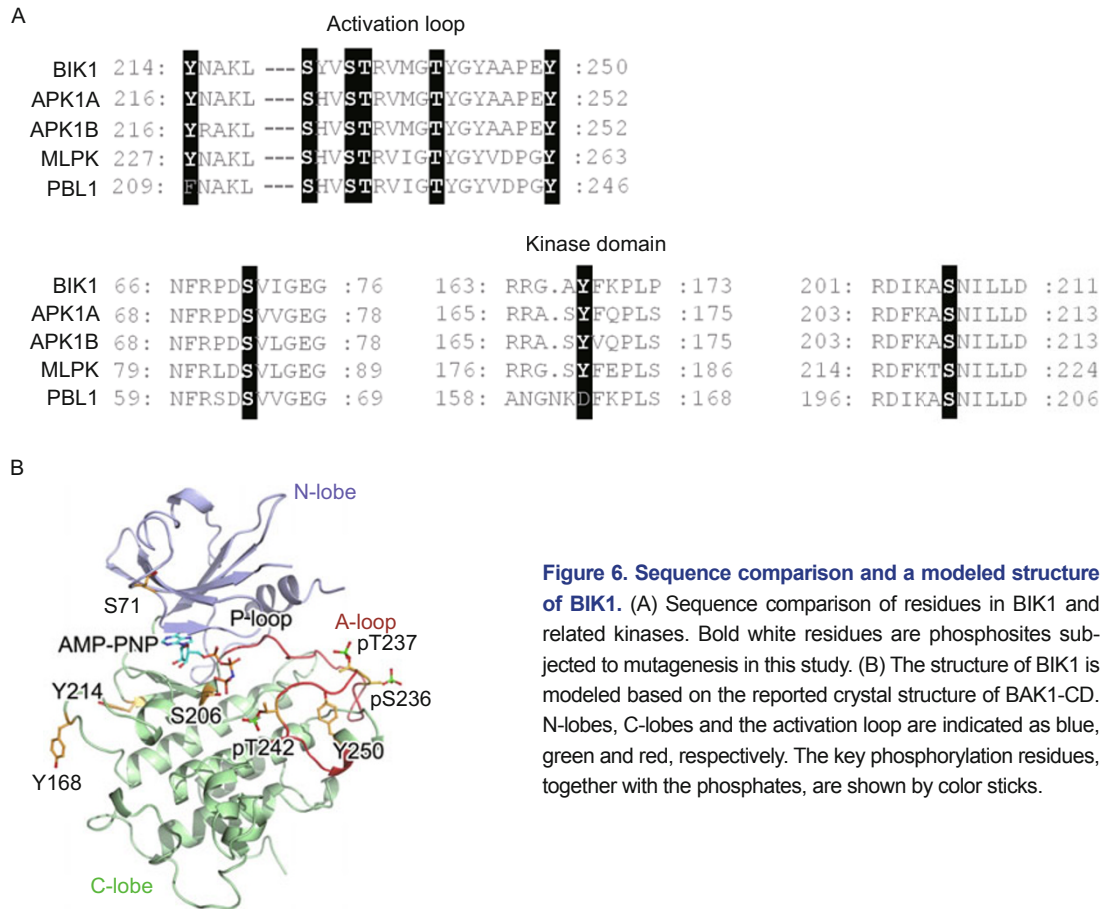 A
Activation loop
BIK1 214: YNAKL --- SYVSTRVMGTYGYAAPEY :250
APK1A 216: YNAKL --- SHVSTRVMGTYGYAAPEY :252
APK1B 216: YRAKL --- SHVSTRVMGTYGYAAPEY :252
MLPK 227: YNAKL --- SHVSTRVIGTYGYVDPGY :263
PBL1 209: FNAKL --- SHVSTRVIGTYGYVDPGY :246
Kinase domain
BIK1 66: NFRPDSVIGEG :76 163: RRG.AYFKPLP :173 201: RDIKASNILLD :211
APK1A 68: NFRPDSVVGEG :78 165: RRA.SYFQPLS :175 203: RDFKASNILLD :213
APK1B 68: NFRPDSVLGEG :78 165: RRA.SYVQPLS :175 203: RDFKASNILLD :213
MLPK 79: NFRLDSVLGEG :89 176: RRG.SYFEPLS :186 214: RDFKTSNILLD :224
PBL1 59: NFRSDSVVGEG :69 158: ANGNKDFKPLS :168 196: RDIKASNILLD :206
B
N-lobe
S71
P-loop
A-loop
AMP-PNP
pT237
pS236
Y214
S206
pT242
Y250
Y168
C-lobe
Figure 6. Sequence comparison and a modeled structure
of BIK1. (A) Sequence comparison of residues in BIK1 and
related kinases. Bold white residues are phosphosites sub-
jected to mutagenesis in this study. (B) The structure of BIK1 is
modeled based on the reported crystal structure of BAK1-CD.
N-lobes, C-lobes and the activation loop are indicated as blue,
green and red, respectively. The key phosphorylation residues,
together with the phosphates, are shown by color sticks.